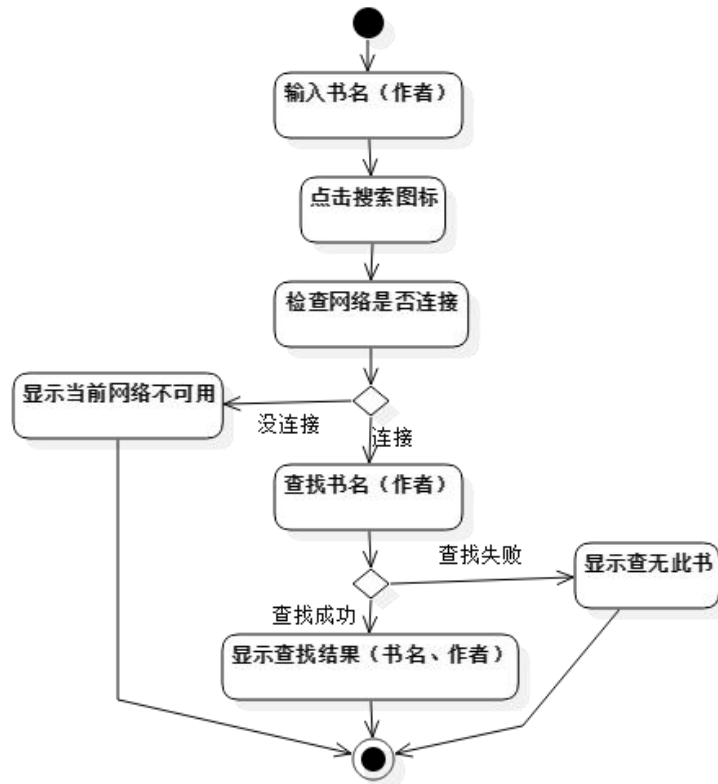 输入书名（作者）
点击搜索图标
检查网络是否连接
显示当前网络不可用
没连接
连接
查找书名（作者）
查找失败
显示查无此书
查找成功
显示查找结果（书名、作者）